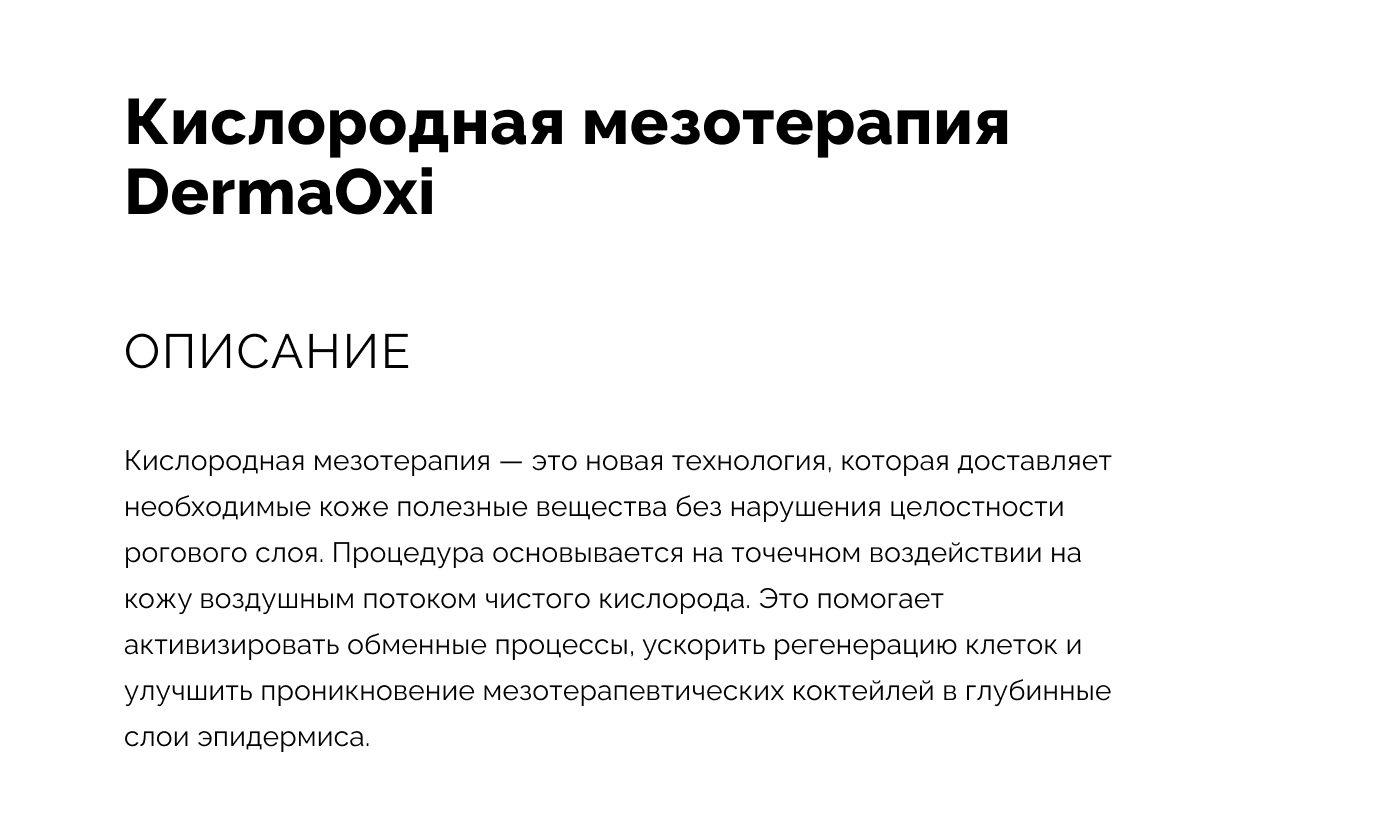 Кислородная мезотерапия
DermaOxi
ОПИСАНИЕ
Кислородная мезотерапия — это новая технология, которая доставляет
необходимые коже полезные вещества без нарушения целостности
рогового слоя. Процедура основывается на точечном воздействии на
кожу воздушным потоком чистого кислорода. Это помогает
активизировать обменные процессы, ускорить регенерацию клеток и
улучшить проникновение мезотерапевтических коктейлей в глубинные
слои эпидермиса.